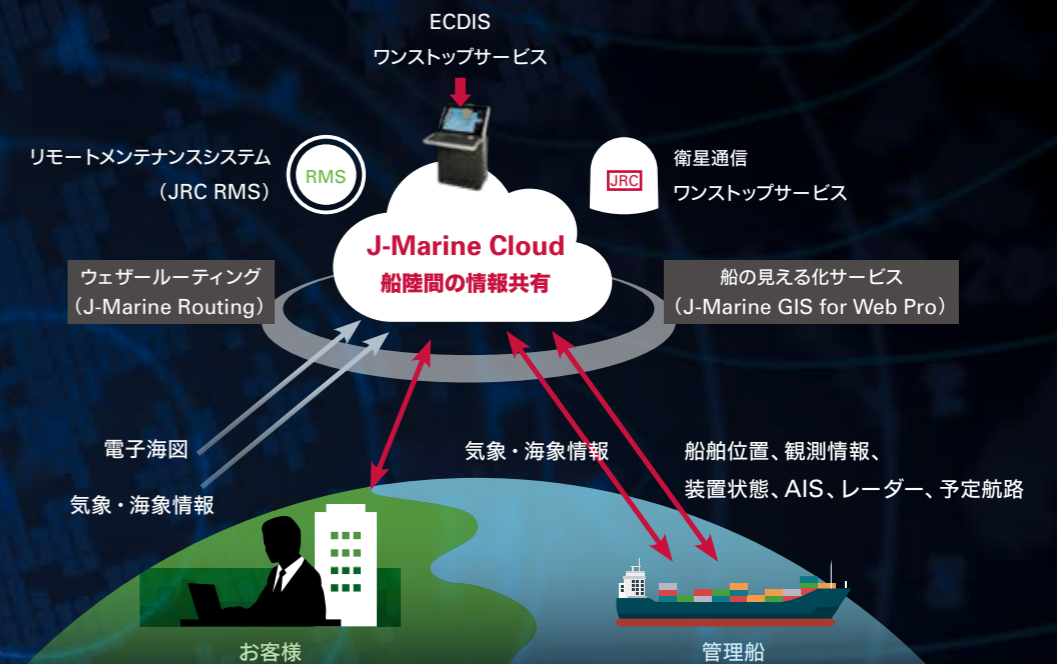 ECDIS
ワンストップサービス
リモートメンテナンスシステム
（JRC RMS）
RMS
JRC
衛星通信
ワンストップサービス
J-Marine Cloud
船陸間の情報共有
ウェザールーティング
（J-Marine Routing）
船の見える化サービス
（J-Marine GIS for Web Pro）
電子海図
気象・海象情報
気象・海象情報
船舶位置、観測情報、
装置状態、AIS、レーダー、予定航路
お客様
管理船